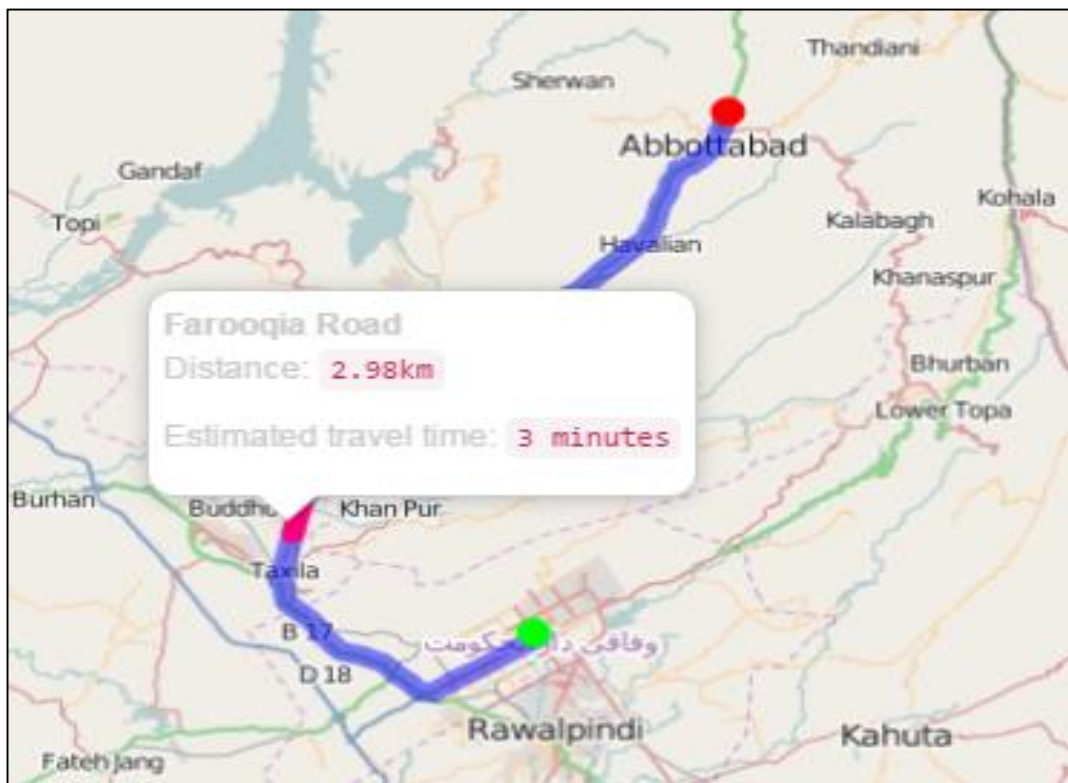 Thandiani
Sherwan
Abbottabad
Gandaf
Topi
Kohala
Kalabagh
Havalian
Khanaspur
Farooqia Road
Distance: 2.98km
Estimated travel time: 3 minutes
Bhurban
Lower Topa
Burhan
Khan Pur
Taxila
B 17
D 18
Rawalpindi
Kahuta
Fateh Jang